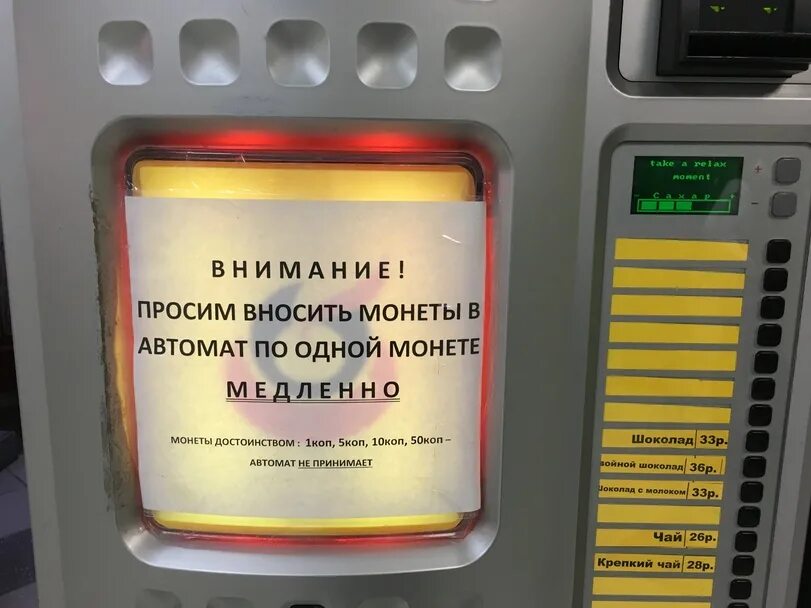 ВНИМАНИЕ!
ПРОСИМ ВНОСИТЬ МОНЕТЫ В
АВТОМАТ ПО ОДНОЙ МОНЕТЕ
МЕДЛЕННО
МОНЕТЫ ДОСТОИНСТВОМ : 1коп, 5коп, 10коп, 50коп –
АВТОМАТ НЕ ПРИНИМАЕТ
take a relax
moment
- Сахар +
+
-
Шоколад 33р.
войной шоколад 36р.
Шоколад с молоком 33р.
Чай 26р.
Крепкий чай 28р.